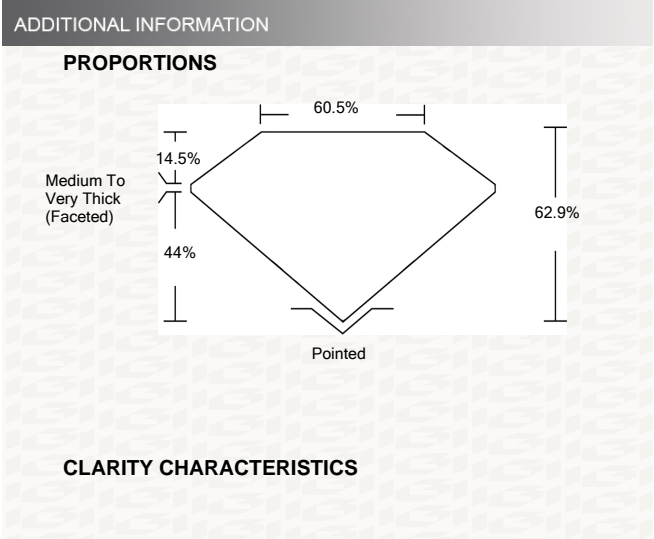 ADDITIONAL INFORMATION
PROPORTIONS
60.5%
14.5%
Medium To
Very Thick
(Faceted)
62.9%
44%
Pointed
CLARITY CHARACTERISTICS